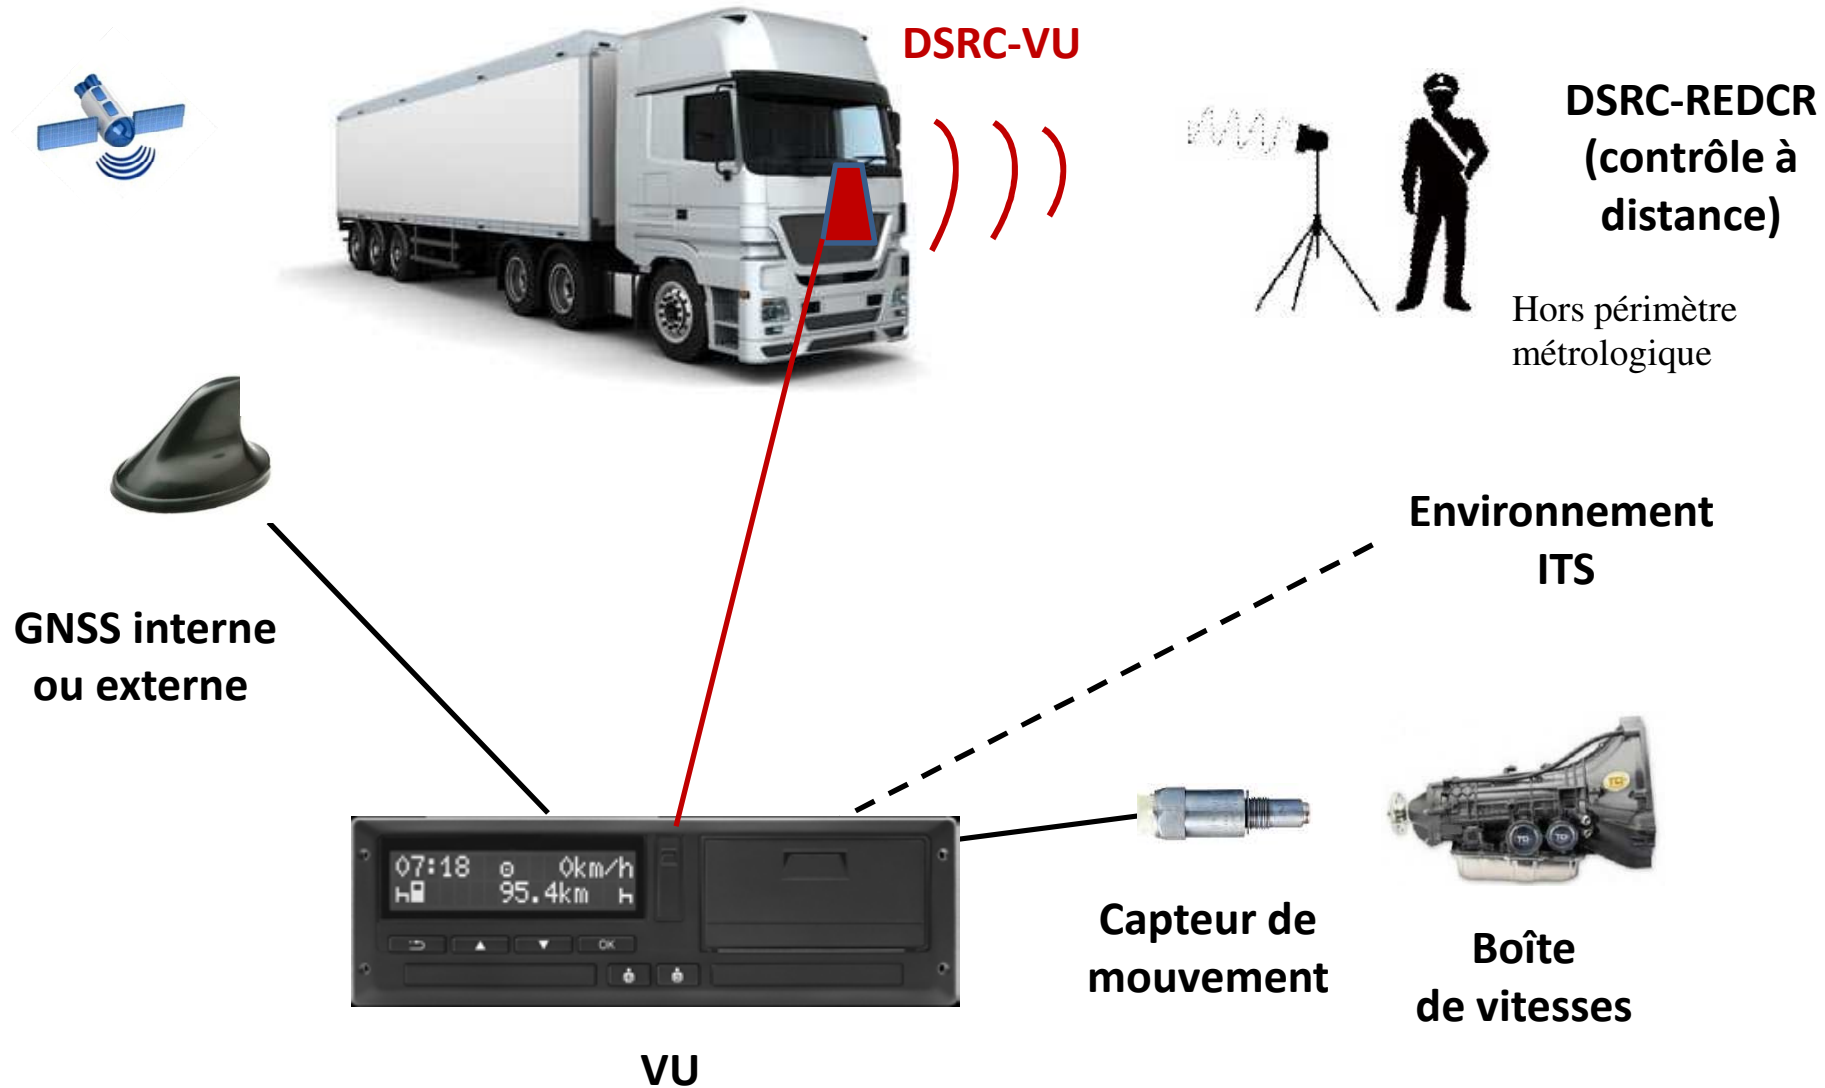 DSRC-VU
DSRC-REDCR
(contrôle à
distance)
Hors périmètre
métrologique
Environnement
ITS
GNSS interne
ou externe
07:18 0km/h
h 95.4km h
OK
Capteur de
mouvement
Boîte
de vitesses
VU